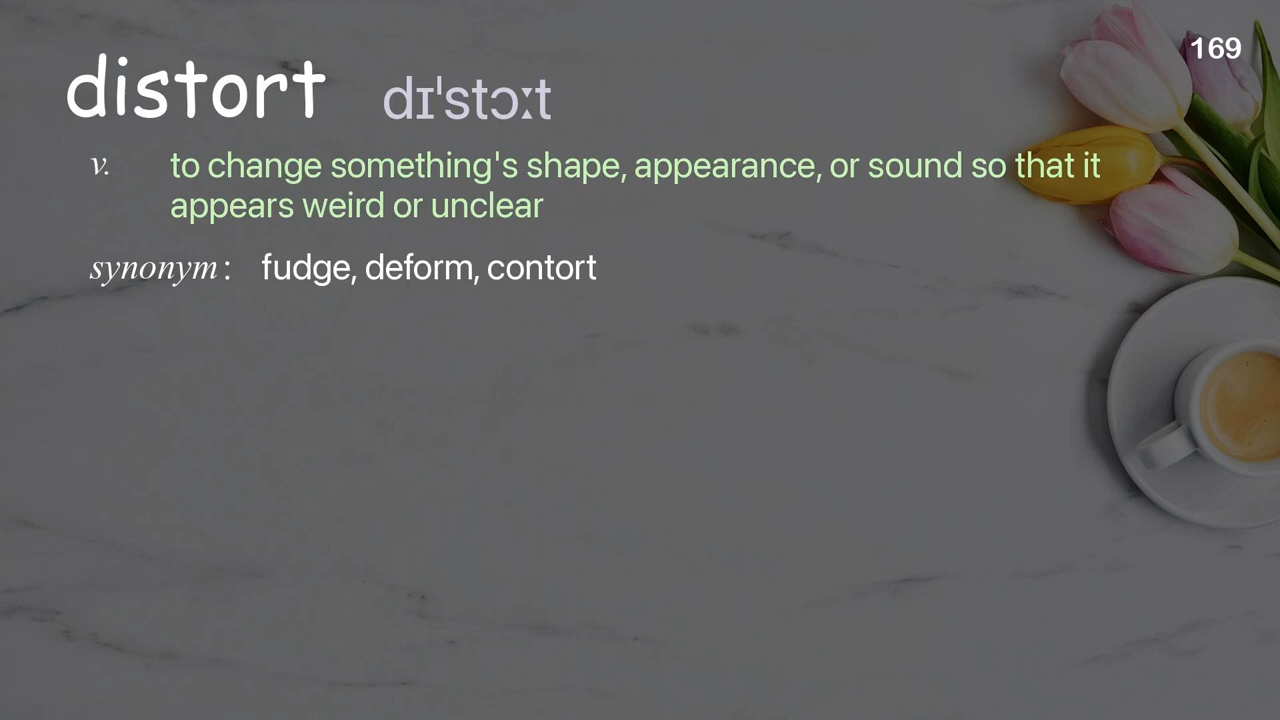 169
distort dɪˈstɔːt
v. to change something's shape, appearance, or sound so that it
appears weird or unclear
synonym: fudge, deform, contort